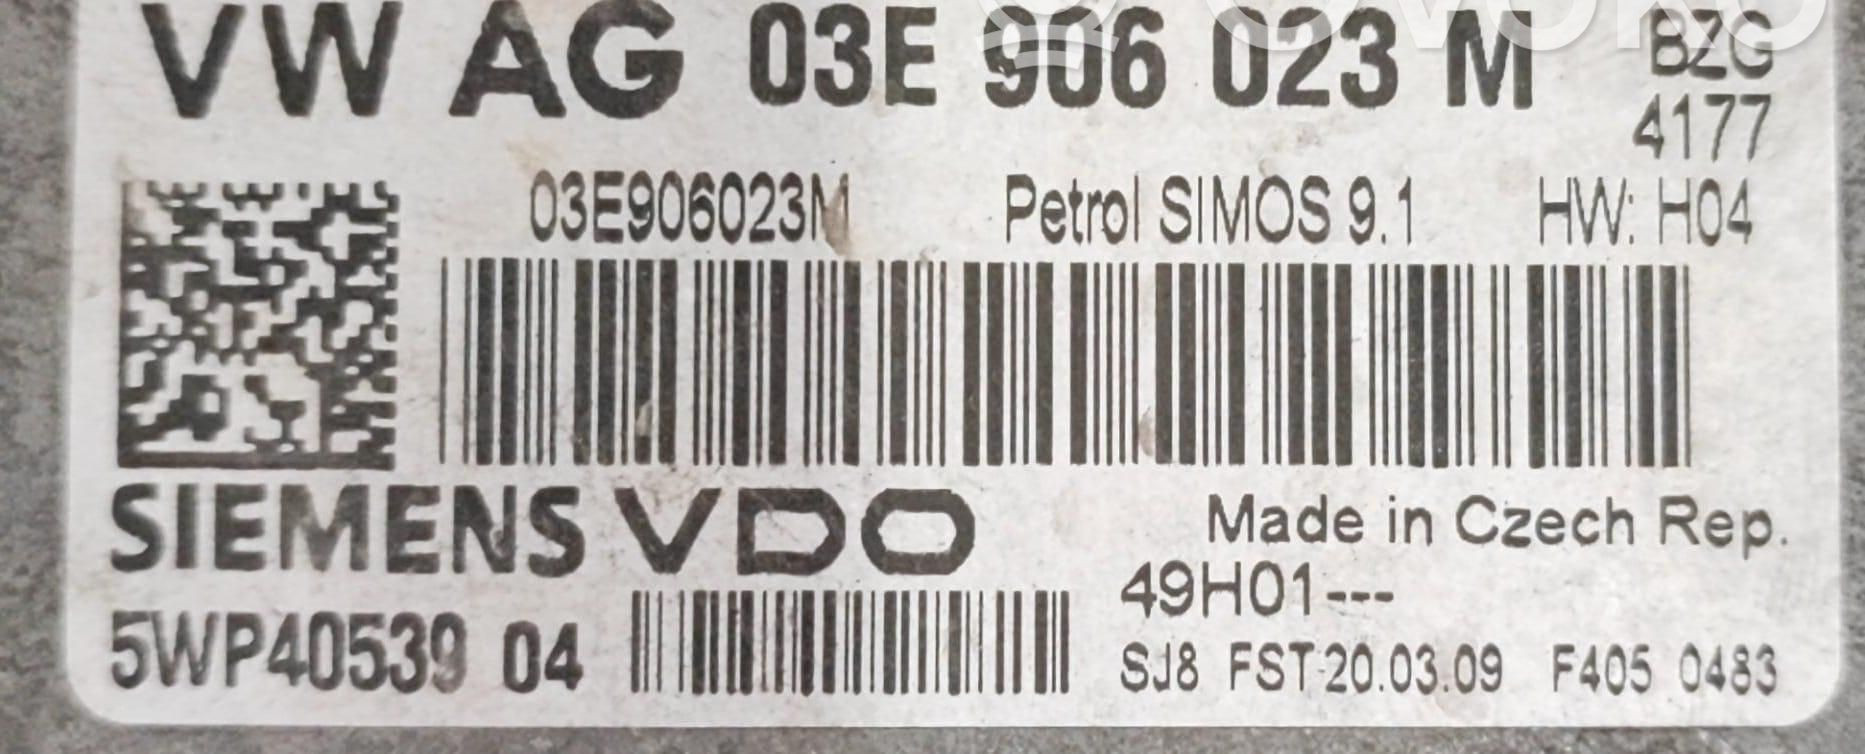 VW AG 03E 906 023 M BZG
4177
03E906023M Petrol SIMOS 9.1 HW: H04
SIEMENS VDO Made in Czech Rep.
49H01---
5WP40539 04 SJ8 FST 20.03.09 F405 0483
OVOKO